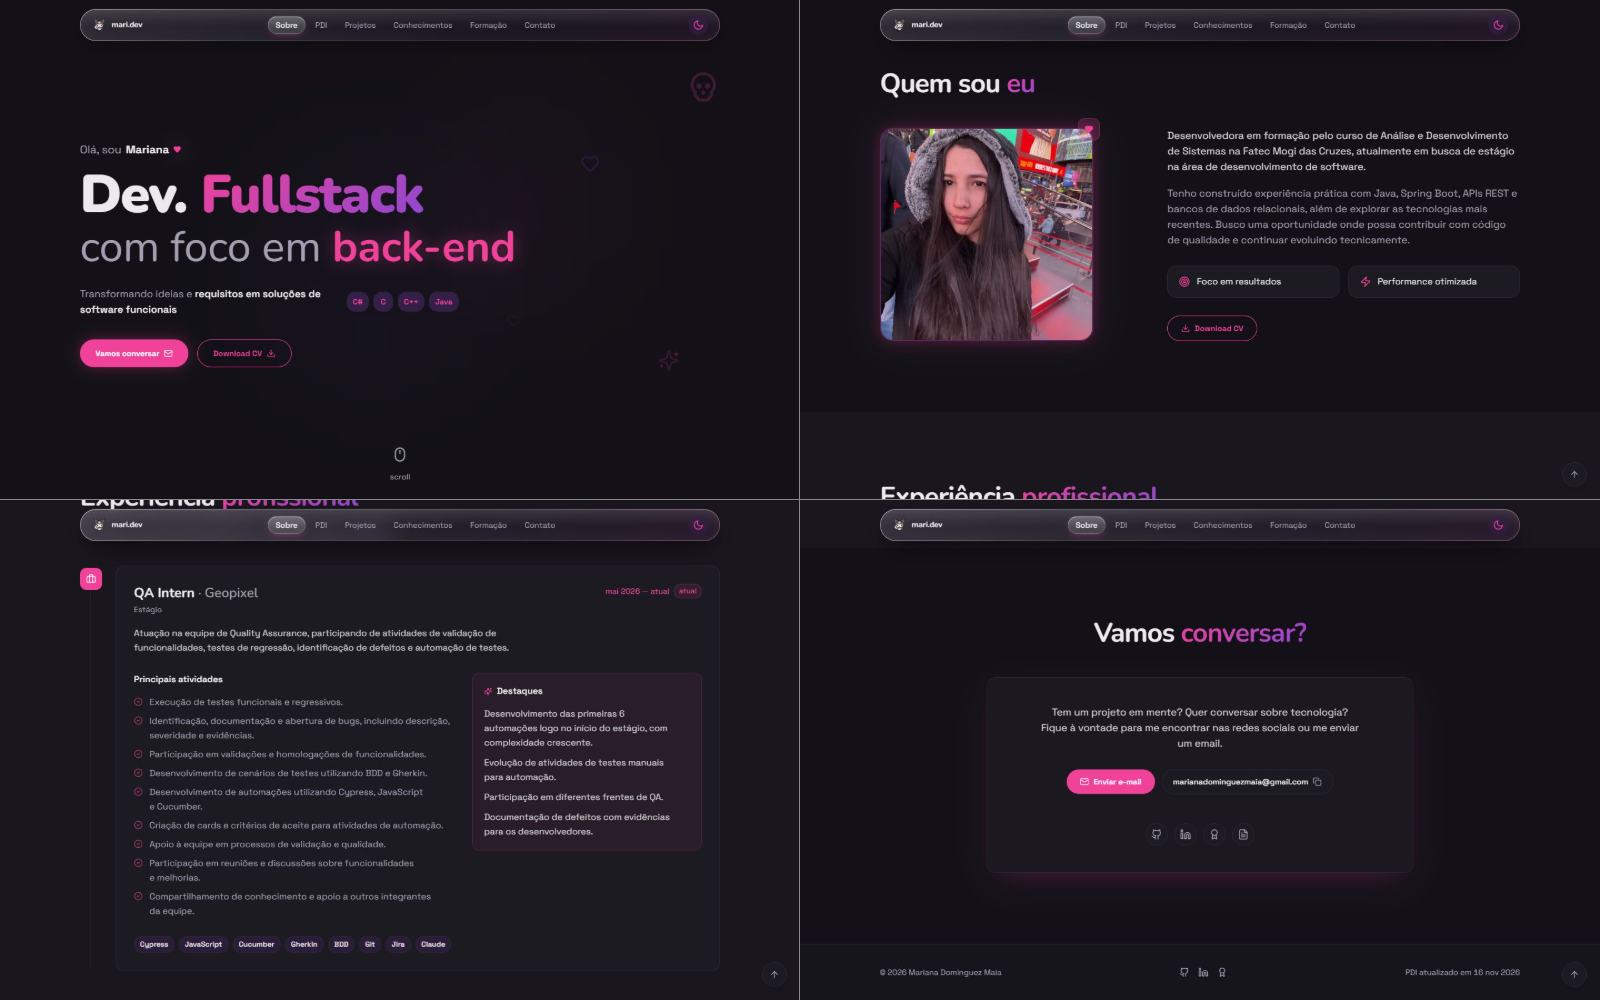 mari.dev
Sobre
PDI
Projetos
Conhecimentos
Formação
Contato
Olá, sou Mariana
Dev. Fullstack
com foco em back-end
Transformando ideias e requisitos em soluções de
software funcionais
C#
C
C++
Java
Vamos conversar
Download CV
scroll
mari.dev
Sobre
PDI
Projetos
Conhecimentos
Formação
Contato
Quem sou eu
Desenvolvedora em formação pelo curso de Análise e Desenvolvimento
de Sistemas na Fatec Mogi das Cruzes, atualmente em busca de estágio
na área de desenvolvimento de software.
Tenho construído experiência prática com Java, Spring Boot, APIs REST e
bancos de dados relacionais, além de explorar as tecnologias mais
recentes. Busco uma oportunidade onde possa contribuir com código
de qualidade e continuar evoluindo tecnicamente.
Foco em resultados
Performance otimizada
Download CV
Experiência profissional
Experiência profissional
mari.dev
Sobre
PDI
Projetos
Conhecimentos
Formação
Contato
QA Intern · Geopixel
mai 2026 — atual
atual
Estágio
Atuação na equipe de Quality Assurance, participando de atividades de validação de
funcionalidades, testes de regressão, identificação de defeitos e automação de testes.
Principais atividades
Execução de testes funcionais e regressivos.
Identificação, documentação e abertura de bugs, incluindo descrição,
severidade e evidências.
Participação em validações e homologações de funcionalidades.
Desenvolvimento de cenários de testes utilizando BDD e Gherkin.
Desenvolvimento de automações utilizando Cypress, JavaScript
e Cucumber.
Criação de cards e critérios de aceite para atividades de automação.
Apoio à equipe em processos de validação e qualidade.
Participação em reuniões e discussões sobre funcionalidades
e melhorias.
Compartilhamento de conhecimento e apoio a outros integrantes
da equipe.
Destaques
Desenvolvimento das primeiras 6
automações logo no início do estágio, com
complexidade crescente.
Evolução de atividades de testes manuais
para automação.
Participação em diferentes frentes de QA.
Documentação de defeitos com evidências
para os desenvolvedores.
Cypress
JavaScript
Cucumber
Gherkin
BDD
Git
Jira
Claude
mari.dev
Sobre
PDI
Projetos
Conhecimentos
Formação
Contato
Vamos conversar?
Tem um projeto em mente? Quer conversar sobre tecnologia?
Fique à vontade para me encontrar nas redes sociais ou me enviar
um email.
Enviar e-mail
marianadominguezmaia@gmail.com
© 2026 Mariana Dominguez Maia
PDI atualizado em 16 nov 2026